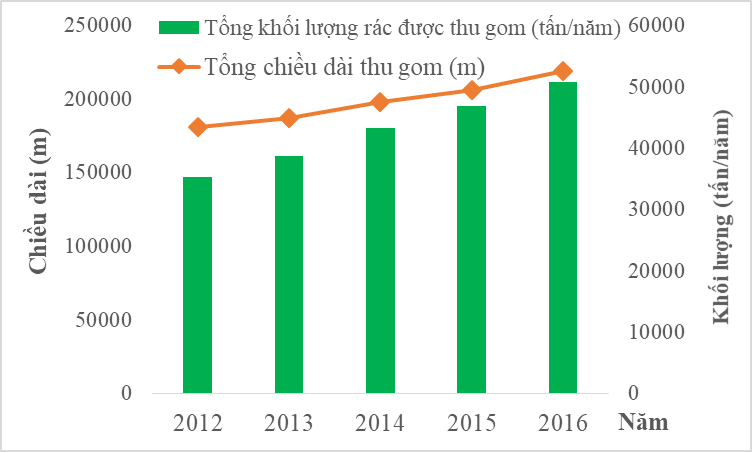 Tổng khối lượng rác được thu gom (tấn/năm)
Tổng chiều dài thu gom (m)
Chiều dài (m)
250000
200000
150000
100000
50000
0
60000
50000
40000
30000
20000
10000
0
Khối lượng (tấn/năm)
2012 2013 2014 2015 2016 Năm